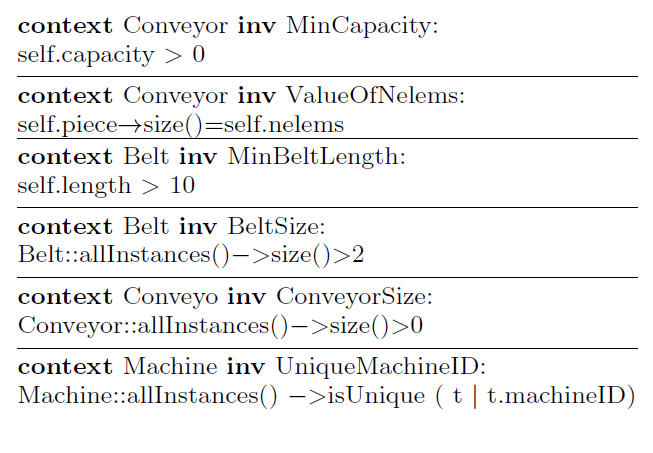 context Conveyor inv MinCapacity:
self.capacity > 0
context Conveyor inv ValueOfNelems:
self.piece→size()=self.nelems
context Belt inv MinBeltLength:
self.length > 10
context Belt inv BeltSize:
Belt::allInstances()−>size()>2
context Conveyo inv ConveyorSize:
Conveyor::allInstances()−>size()>0
context Machine inv UniqueMachineID:
Machine::allInstances() −>isUnique ( t | t.machineID)